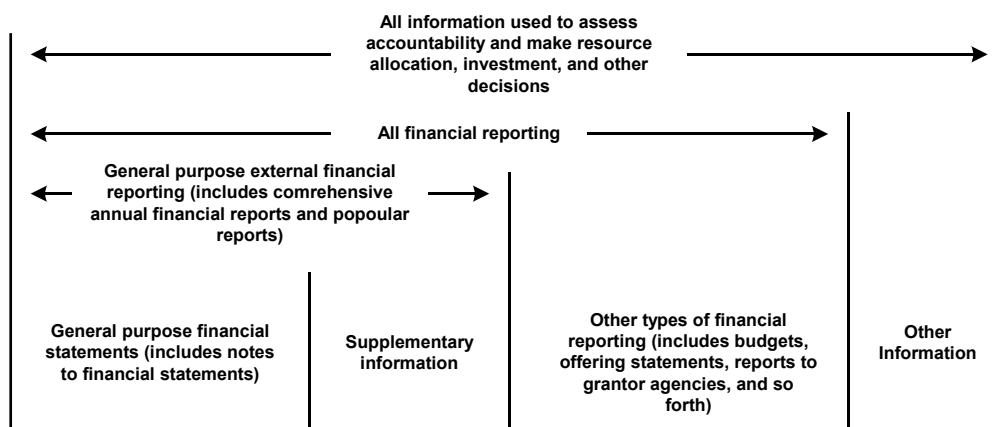 All information used to assess
accountability and make resource
allocation, investment, and other
decisions
All financial reporting
General purpose external financial
reporting (includes comrehensive
annual financial reports and popoular
reports)
General purpose financial
statements (includes notes
to financial statements)
Supplementary
information
Other types of financial
reporting (includes budgets,
offering statements, reports to
grantor agencies, and so
forth)
Other
Information